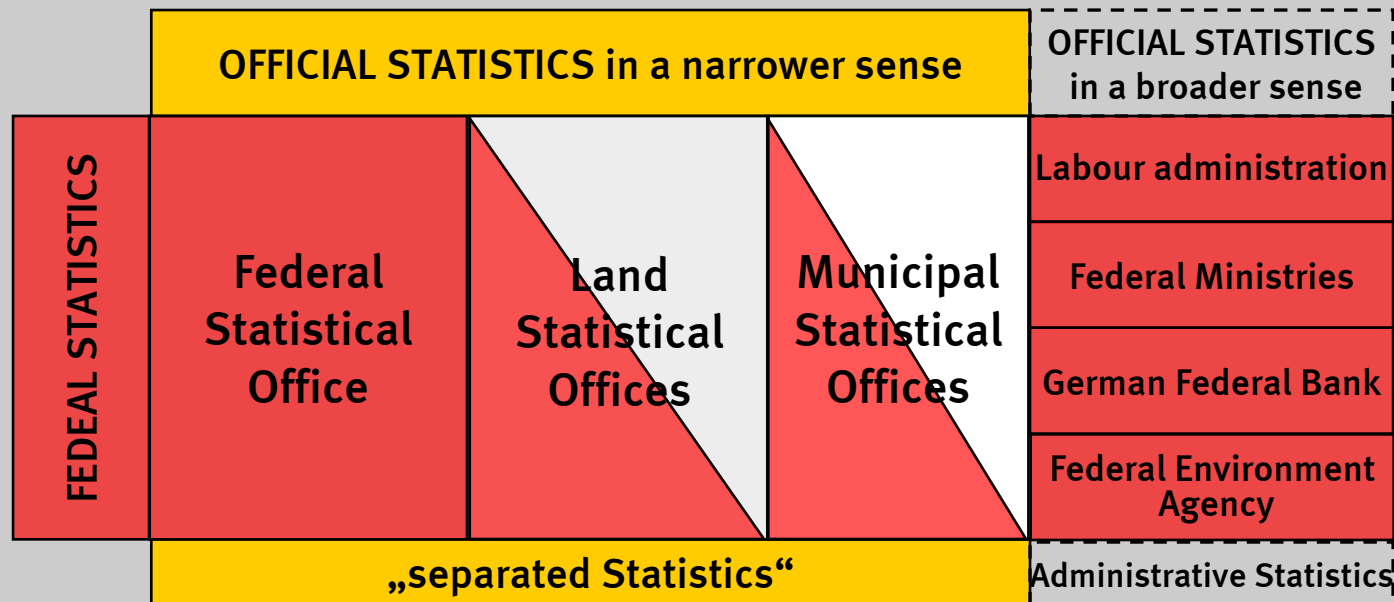 OFFICIAL STATISTICS in a narrower sense
OFFICIAL STATISTICS
in a broader sense
FEDEAL STATISTICS
Federal
Statistical
Office
Land
Statistical
Offices
Municipal
Statistical
Offices
Labour administration
Federal Ministries
German Federal Bank
Federal Environment
Agency
„separated Statistics“
Administrative Statistics